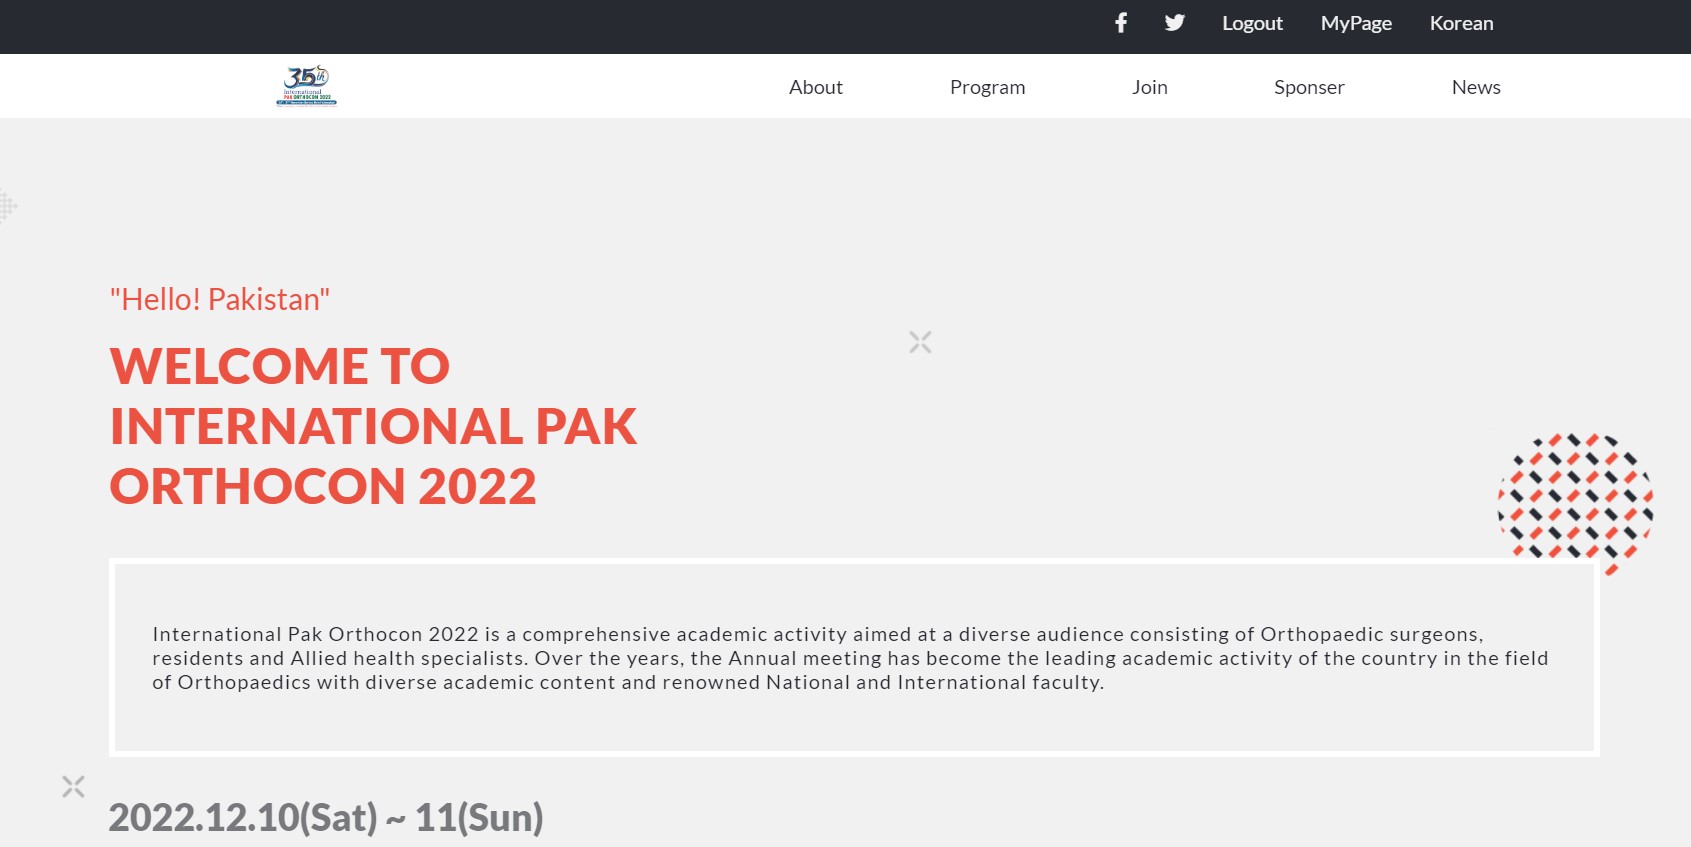 Logout MyPage Korean
35th
International
PAK ORTHOCON 2022
About Program Join Sponser News
"Hello! Pakistan"
WELCOME TO
INTERNATIONAL PAK
ORTHOCON 2022
International Pak Orthocon 2022 is a comprehensive academic activity aimed at a diverse audience consisting of Orthopaedic surgeons,
residents and Allied health specialists. Over the years, the Annual meeting has become the leading academic activity of the country in the field
of Orthopaedics with diverse academic content and renowned National and International faculty.
2022.12.10(Sat) ~ 11(Sun)